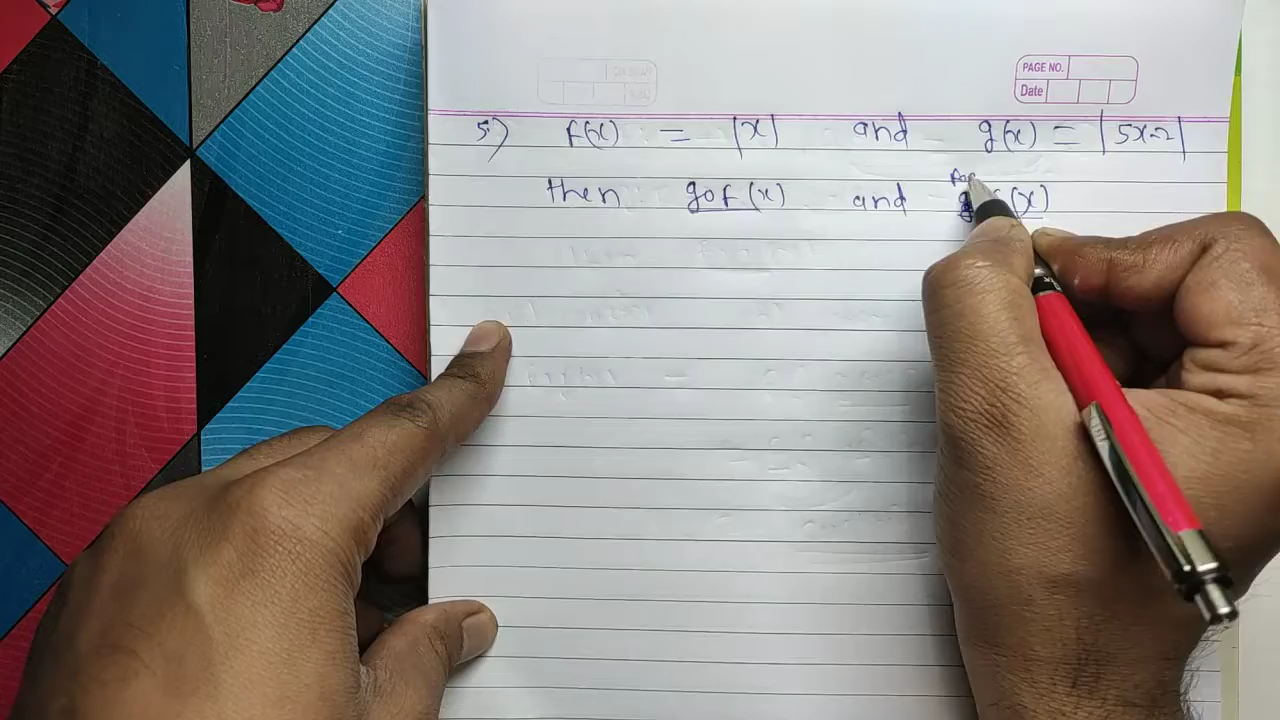 PAGE NO.
Date
5) f(x) = |x| and g(x) = |5x-2|
then gof(x) and (x)